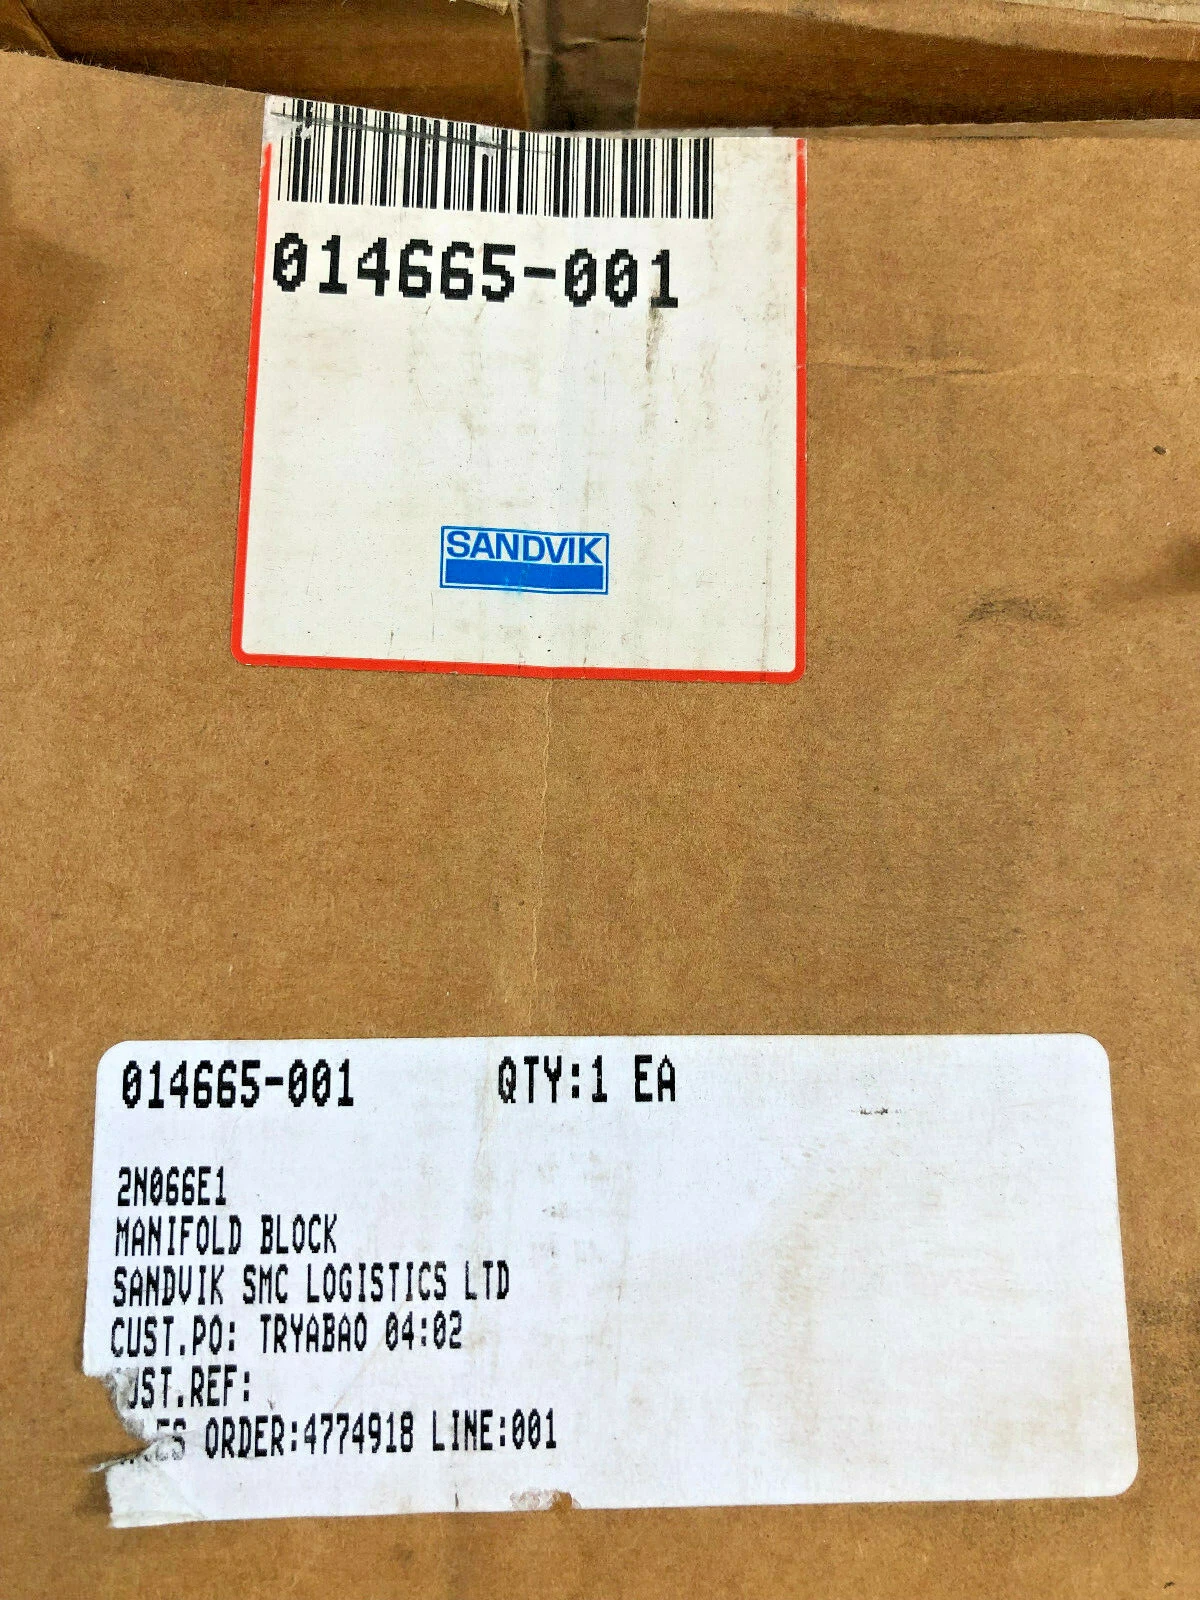 014665-001
SANDVIK
014665-001 QTY:1 EA
2N066E1
MANIFOLD BLOCK
SANDVIK SMC LOGISTICS LTD
CUST.PO: TRYABAO 04:02
UST.REF:
ORDER:4774918 LINE:001